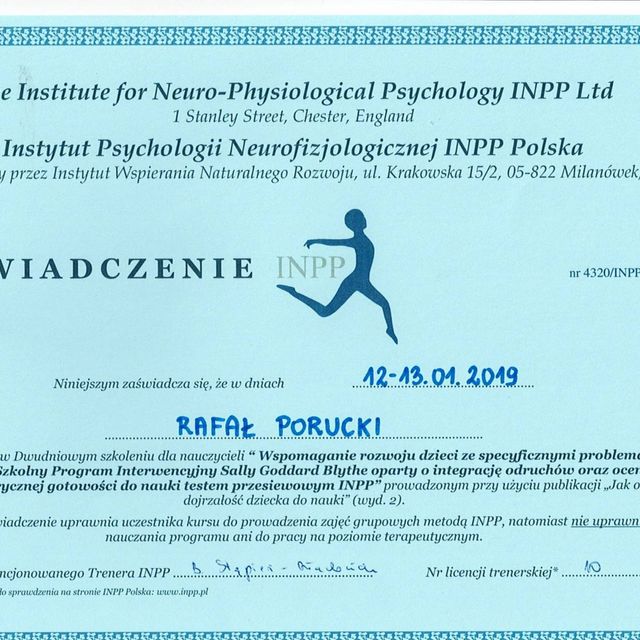 e Institute for Neuro-Physiological Psychology INPP Ltd
1 Stanley Street, Chester, England
Instytut Psychologii Neurofizjologicznej INPP Polska
y przez Instytut Wspierania Naturalnego Rozwoju, ul. Krakowska 15/2, 05-822 Milanówek,
WIADCZENIE
INPP
nr 4320/INPP
Niniejszym zaświadcza się, że w dniach 12-13.01.2019
RAFAŁ PORUCKI
w Dwudniowym szkoleniu dla nauczycieli “ Wspomaganie rozwoju dzieci ze specyficznymi problema
Szkolny Program Interwencyjny Sally Goddard Blythe oparty o integrację odruchów oraz ocen
ycznej gotowości do nauki testem przesiewowym INPP” prowadzonym przy użyciu publikacji „Jak o
dojrzałość dziecka do nauki” (wyd. 2).
wiadczenie uprawnia uczestnika kursu do prowadzenia zajęć grupowych metodą INPP, natomiast nie uprawni
nauczania programu ani do pracy na poziomie terapeutycznym.
ncjonowanego Trenera INPP Nr licencji trenerskiej* 10
do sprawdzenia na stronie INPP Polska: www.inpp.pl